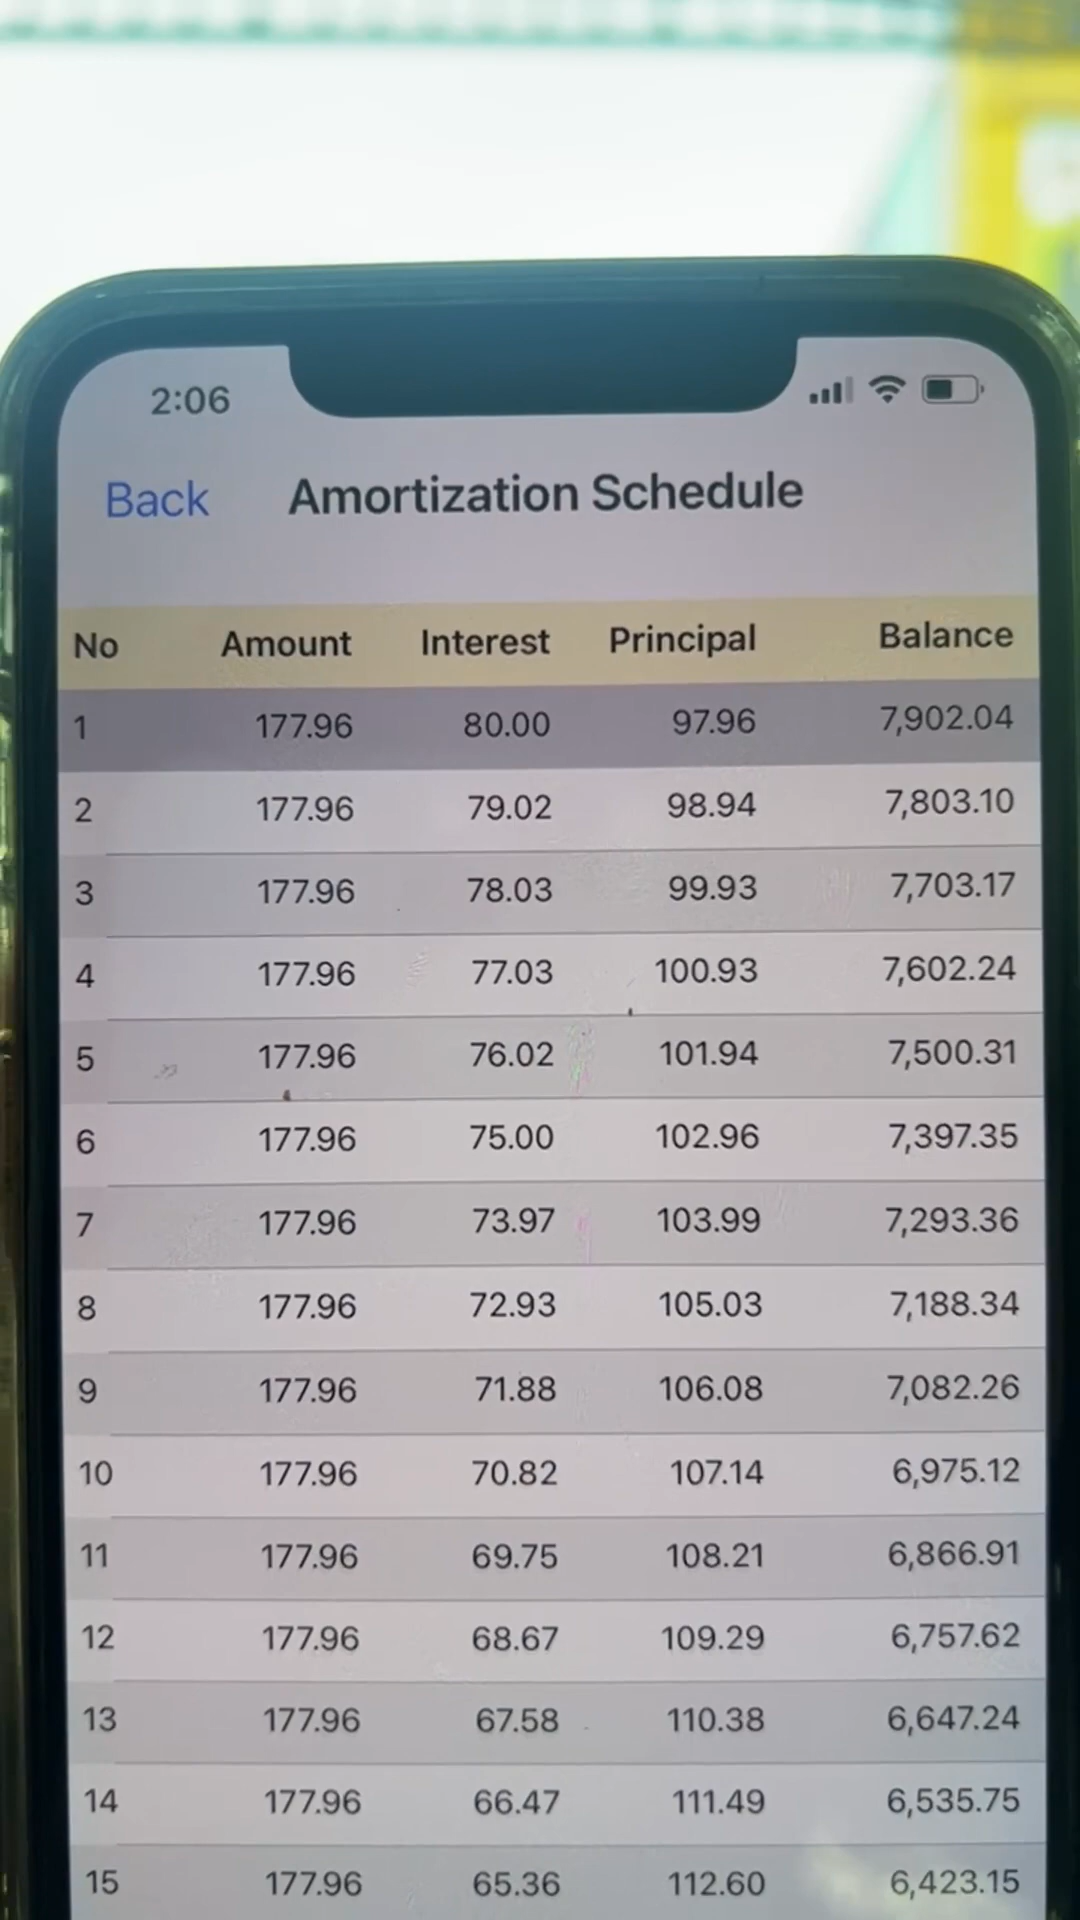 2:06
Back Amortization Schedule
No Amount Interest Principal Balance
1 177.96 80.00 97.96 7,902.04
2 177.96 79.02 98.94 7,803.10
3 177.96 78.03 99.93 7,703.17
4 177.96 77.03 100.93 7,602.24
5 177.96 76.02 101.94 7,500.31
6 177.96 75.00 102.96 7,397.35
7 177.96 73.97 103.99 7,293.36
8 177.96 72.93 105.03 7,188.34
9 177.96 71.88 106.08 7,082.26
10 177.96 70.82 107.14 6,975.12
11 177.96 69.75 108.21 6,866.91
12 177.96 68.67 109.29 6,757.62
13 177.96 67.58 110.38 6,647.24
14 177.96 66.47 111.49 6,535.75
15 177.96 65.36 112.60 6,423.15